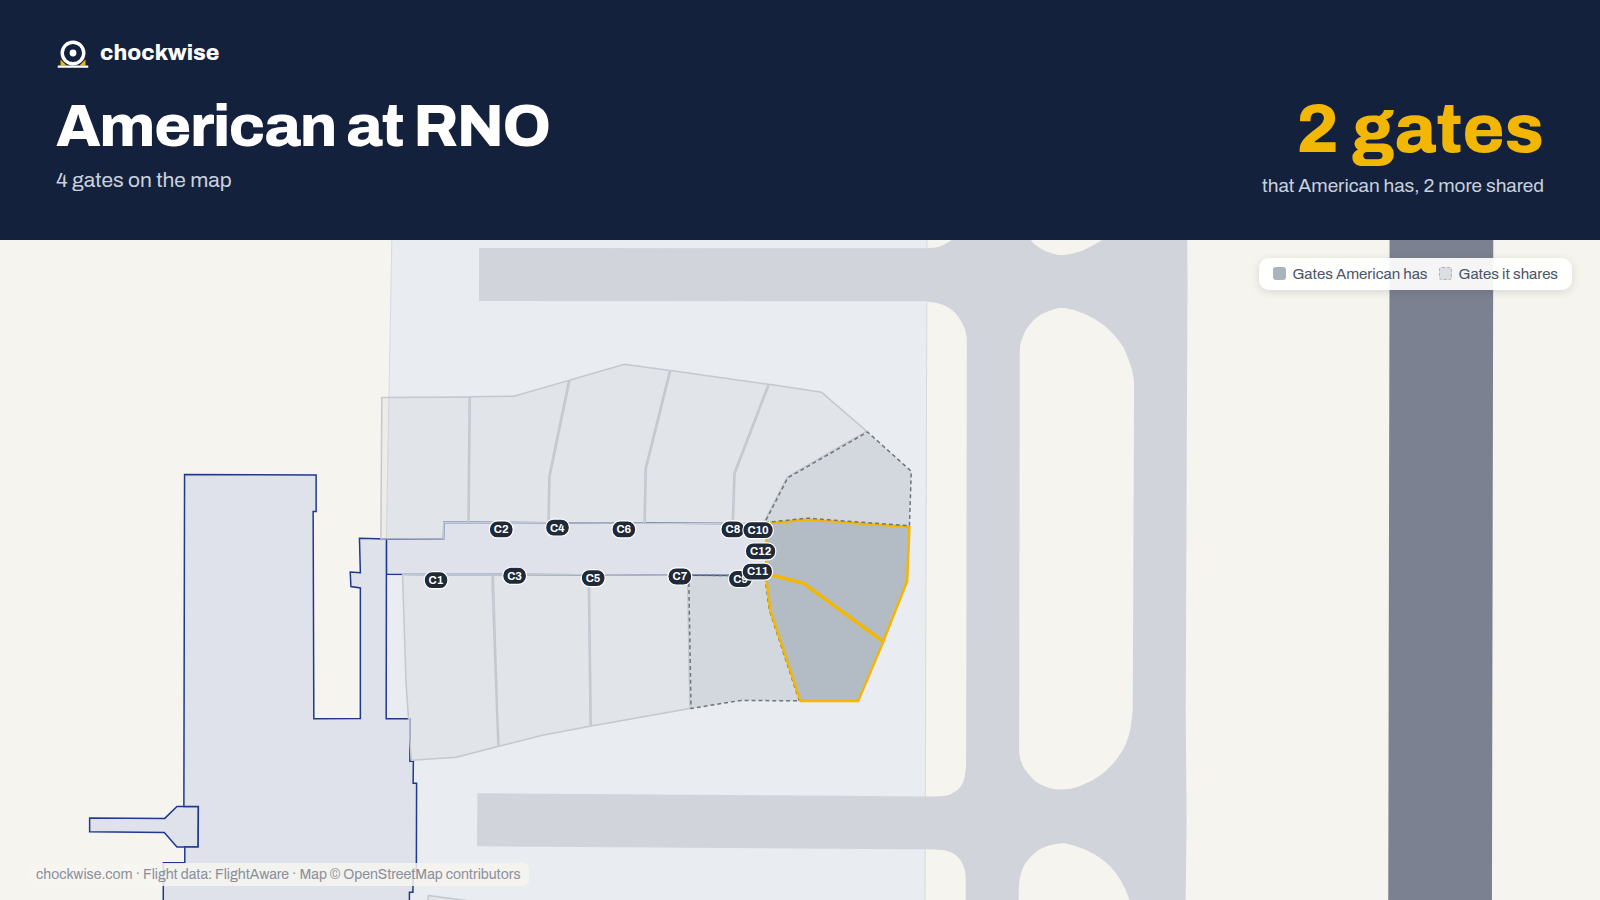 chockwise
American at RNO
4 gates on the map
2 gates
that American has, 2 more shared
Gates American has
Gates it shares
C2
C4
C6
C8
C10
C12
C11
C1
C3
C5
C7
C9
chockwise.com · Flight data: FlightAware · Map © OpenStreetMap contributors